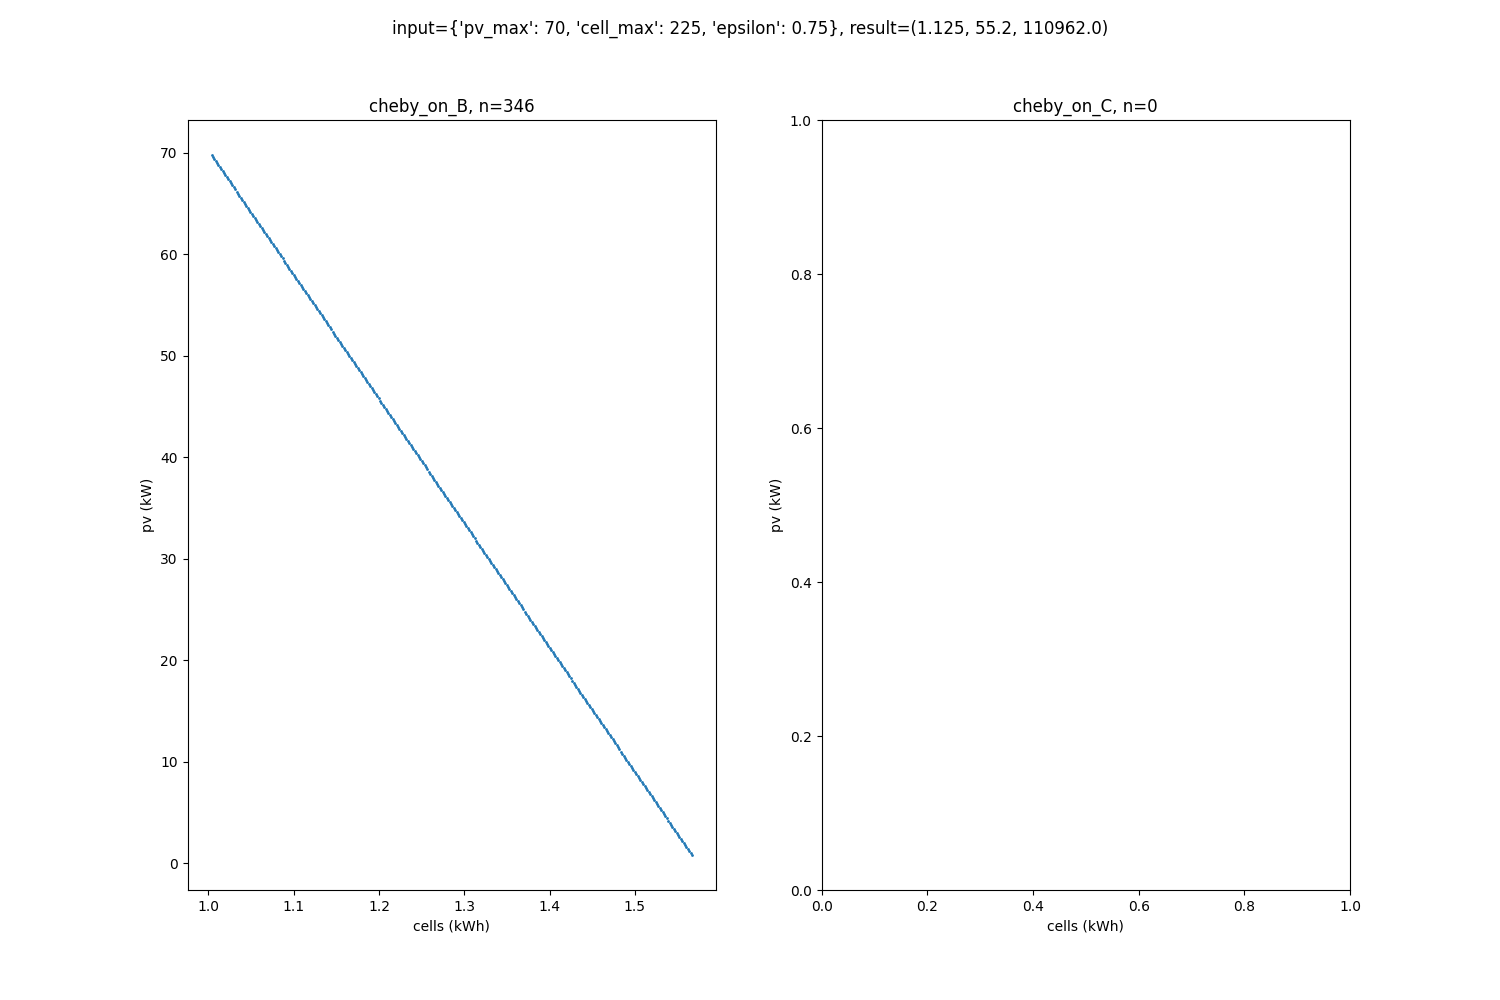 input={'pv_max': 70, 'cell_max': 225, 'epsilon': 0.75}, result=(1.125, 55.2, 110962.0)
cheby_on_B, n=346
70
60
50
40
30
20
10
0
pv (kW)
1.0 1.1 1.2 1.3 1.4 1.5
cells (kWh)
cheby_on_C, n=0
1.0
0.8
0.6
0.4
0.2
0.0
pv (kW)
0.0 0.2 0.4 0.6 0.8 1.0
cells (kWh)